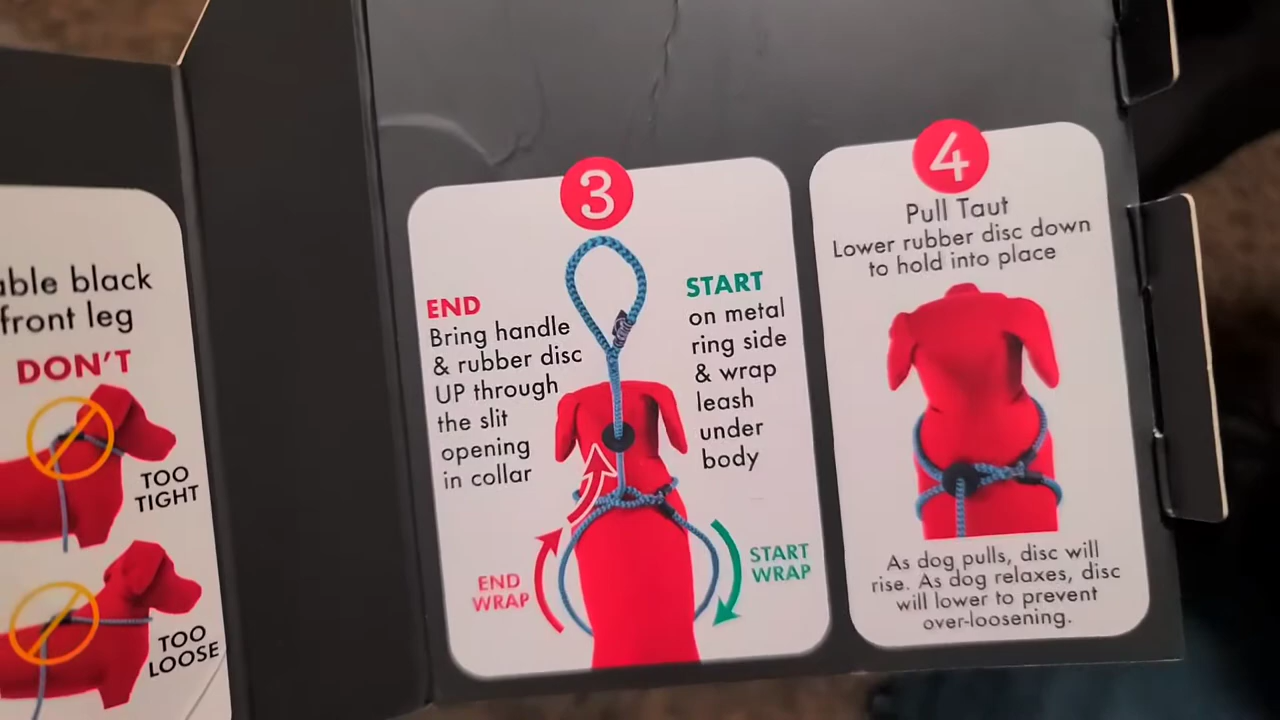 able black
front leg
DON'T
TOO
TIGHT
TOO
LOOSE
3
END
Bring handle
& rubber disc
UP through
the slit
opening
in collar
START
on metal
ring side
& wrap
leash
under
body
END
WRAP
START
WRAP
4
Pull Taut
Lower rubber disc down
to hold into place
As dog pulls, disc will
rise. As dog relaxes, disc
will lower to prevent
over-loosening.